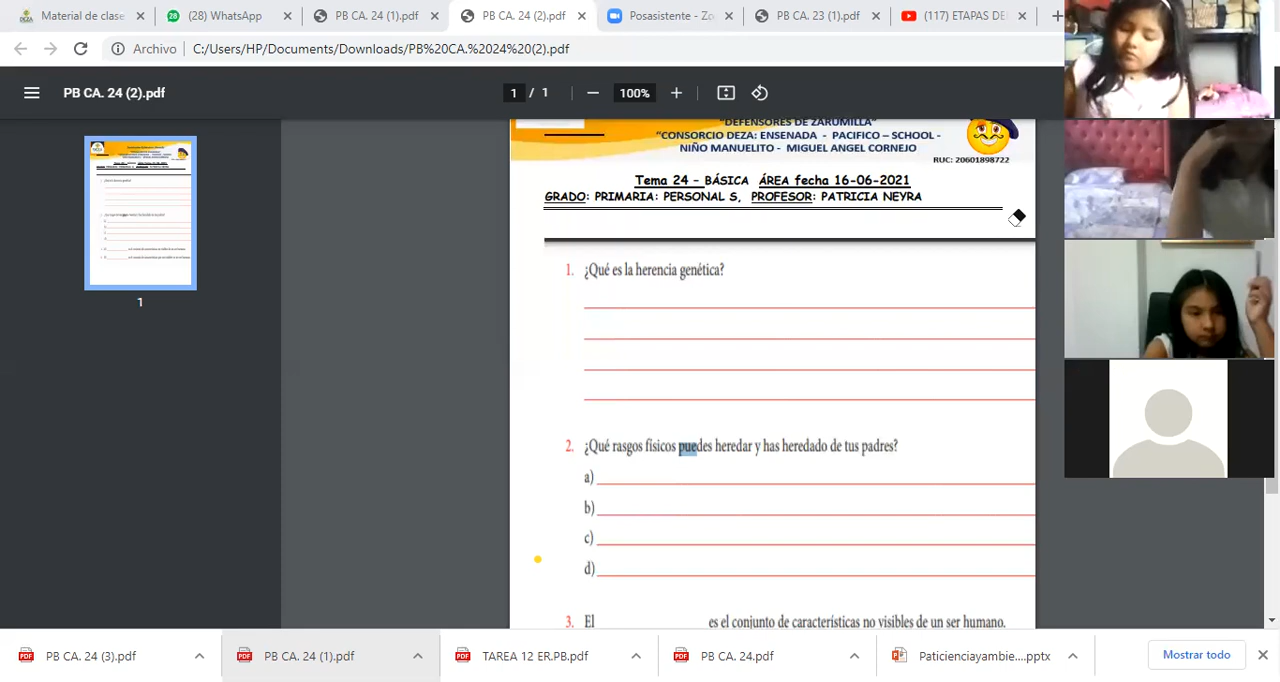 Material de clase
(28) WhatsApp
PB CA. 24 (1).pdf
PB CA. 24 (2).pdf
Posasistente - Zo
PB CA. 23 (1).pdf
(117) ETAPAS DE
Archivo
C:/Users/HP/Documents/Downloads/PB%20CA.%2024%20(2).pdf
PB CA. 24 (2).pdf
1 / 1
100%
"DEFENSORES DE ZARUMILLA"
"CONSORCIO DEZA: ENSENADA - PACIFICO – SCHOOL -
NIÑO MANUELITO - MIGUEL ANGEL CORNEJO
RUC: 20601898722
Tema 24 – BÁSICA ÁREA fecha 16-06-2021
GRADO: PRIMARIA: PERSONAL S, PROFESOR: PATRICIA NEYRA
1. ¿Qué es la herencia genética?
2. ¿Qué rasgos físicos puedes heredar y has heredado de tus padres?
a)
b)
c)
d)
3. El es el conjunto de características no visibles de un ser humano.
1
PB CA. 24 (3).pdf
PB CA. 24 (1).pdf
TAREA 12 ER.PB.pdf
PB CA. 24.pdf
Paticienciayambie....pptx
Mostrar todo